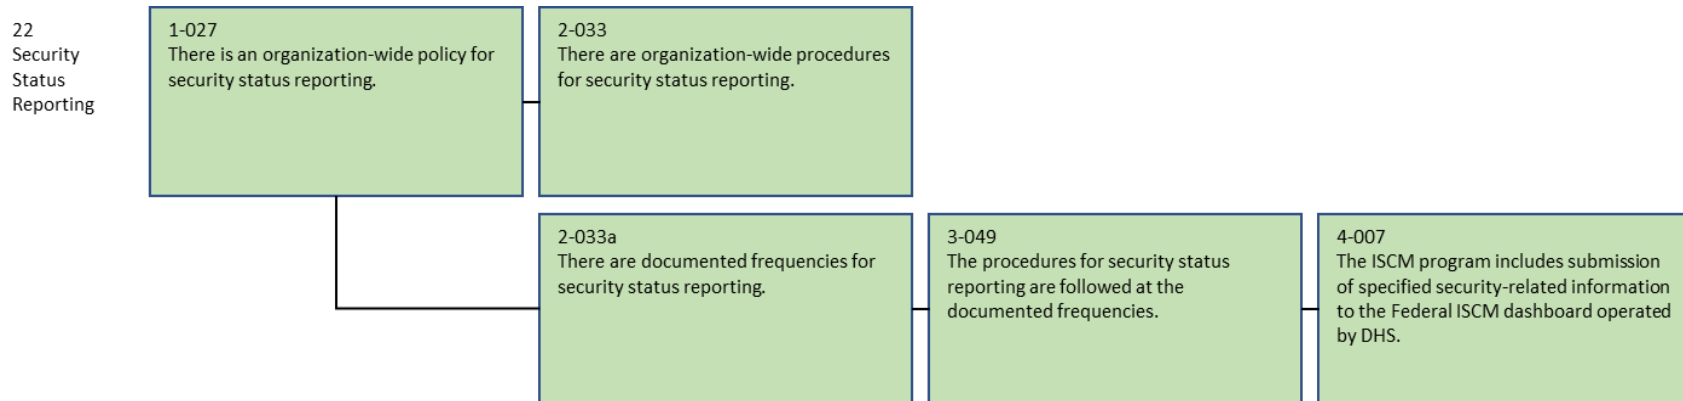 22
Security
Status
Reporting
1-027
There is an organization-wide policy for
security status reporting.
2-033
There are organization-wide procedures
for security status reporting.
2-033a
There are documented frequencies for
security status reporting.
3-049
The procedures for security status
reporting are followed at the
documented frequencies.
4-007
The ISCM program includes submission
of specified security-related information
to the Federal ISCM dashboard operated
by DHS.